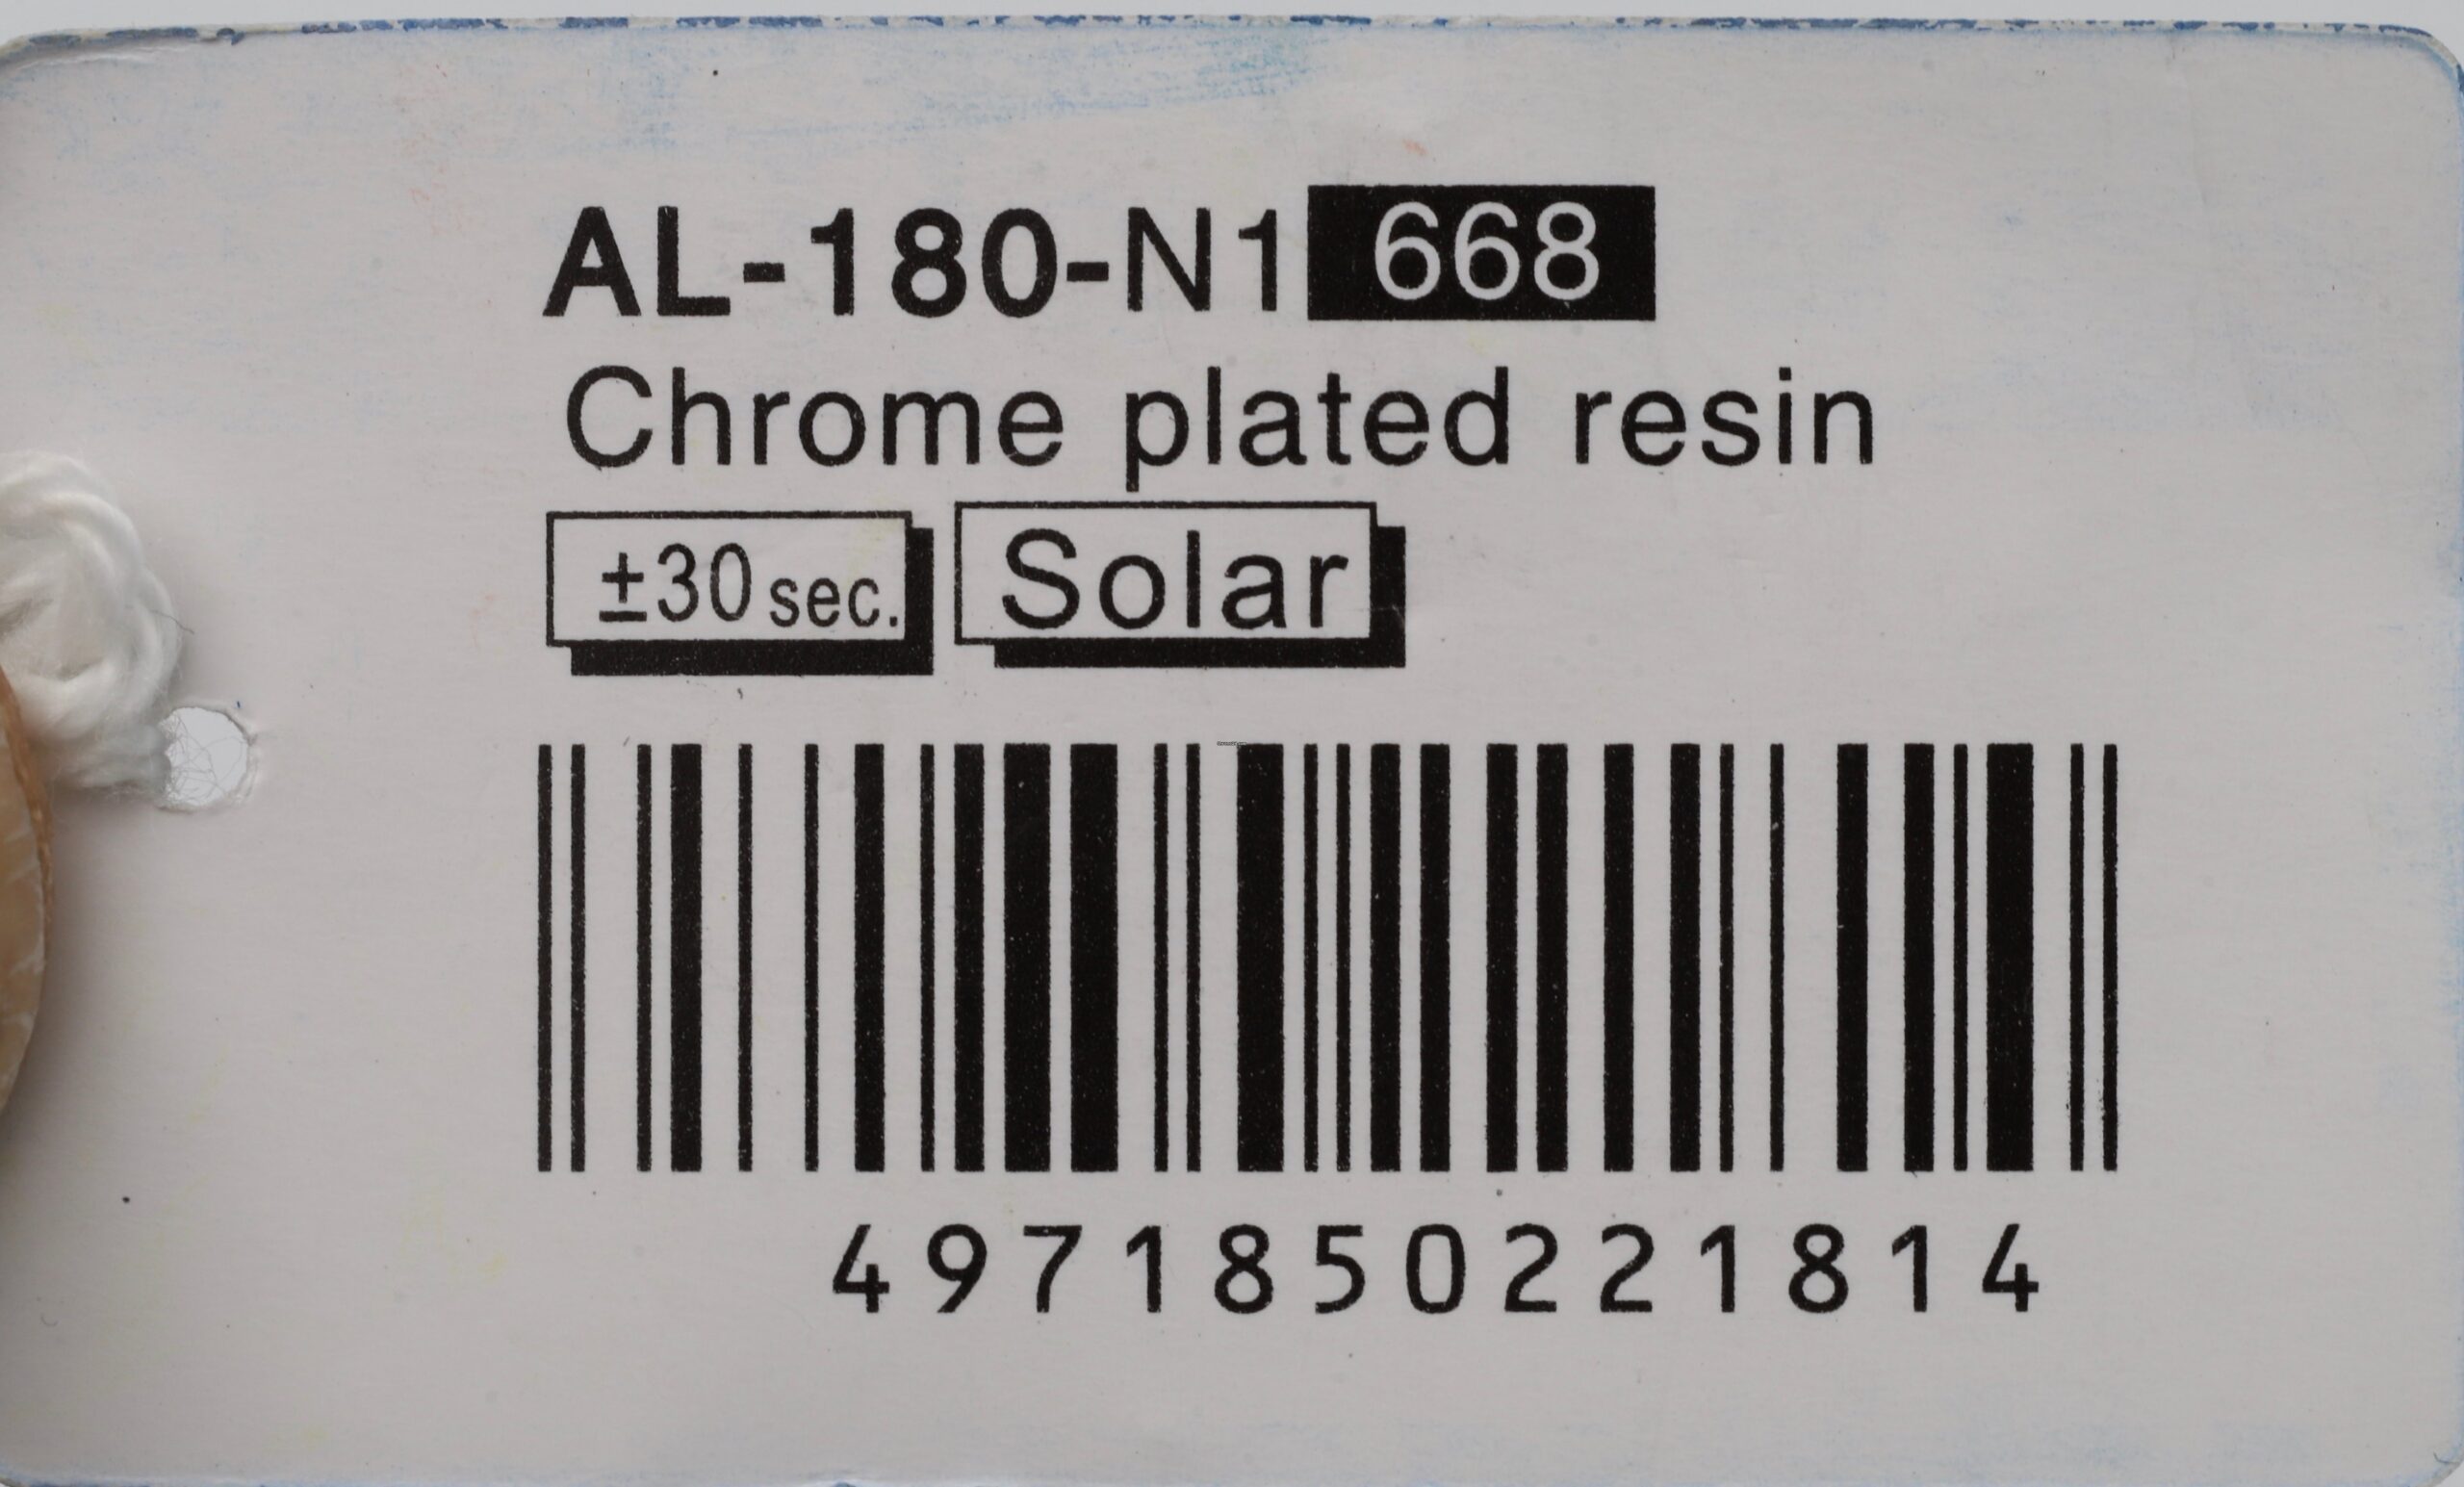 AL-180-N1 668
Chrome plated resin
±30 sec. Solar
4971850221814